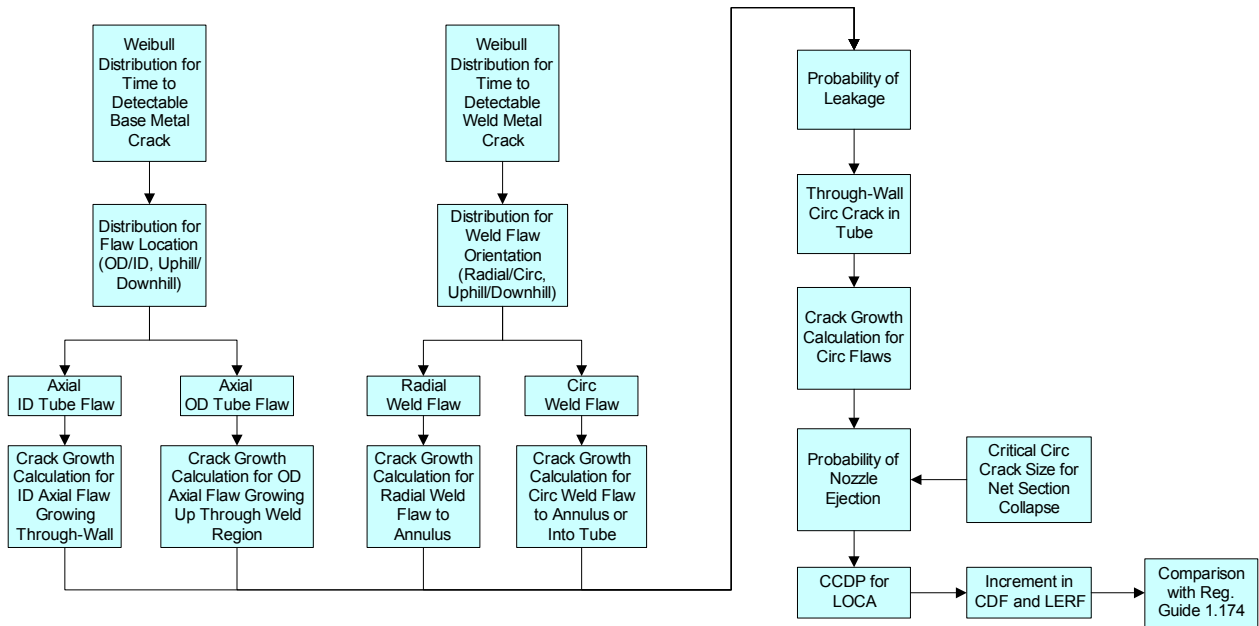 Weibull
Distribution for
Time to
Detectable
Base Metal
Crack
Distribution for
Flaw Location
(OD/ID, Uphill/
Downhill)
Axial
ID Tube Flaw
Axial
OD Tube Flaw
Crack Growth
Calculation for
ID Axial Flaw
Growing
Through-Wall
Crack Growth
Calculation for OD
Axial Flaw Growing
Up Through Weld
Region
Weibull
Distribution for
Time to
Detectable
Weld Metal
Crack
Distribution for
Weld Flaw
Orientation
(Radial/Circ,
Uphill/Downhill)
Radial
Weld Flaw
Circ
Weld Flaw
Crack Growth
Calculation for
Radial Weld
Flaw to
Annulus
Crack Growth
Calculation for
Circ Weld Flaw
to Annulus or
Into Tube
Probability of
Leakage
Through-Wall
Circ Crack in
Tube
Crack Growth
Calculation for
Circ Flaws
Probability of
Nozzle
Ejection
Critical Circ
Crack Size for
Net Section
Collapse
CCDP for
LOCA
Increment in
CDF and LERF
Comparison
with Reg.
Guide 1.174